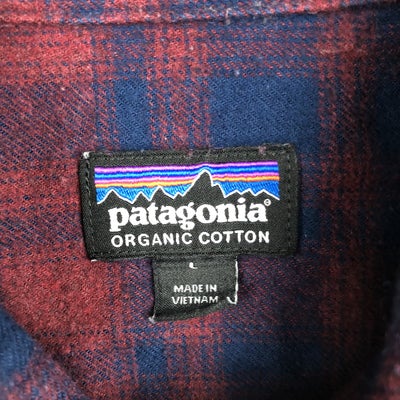 patagonia®
ORGANIC COTTON
L
MADE IN
VIETNAM